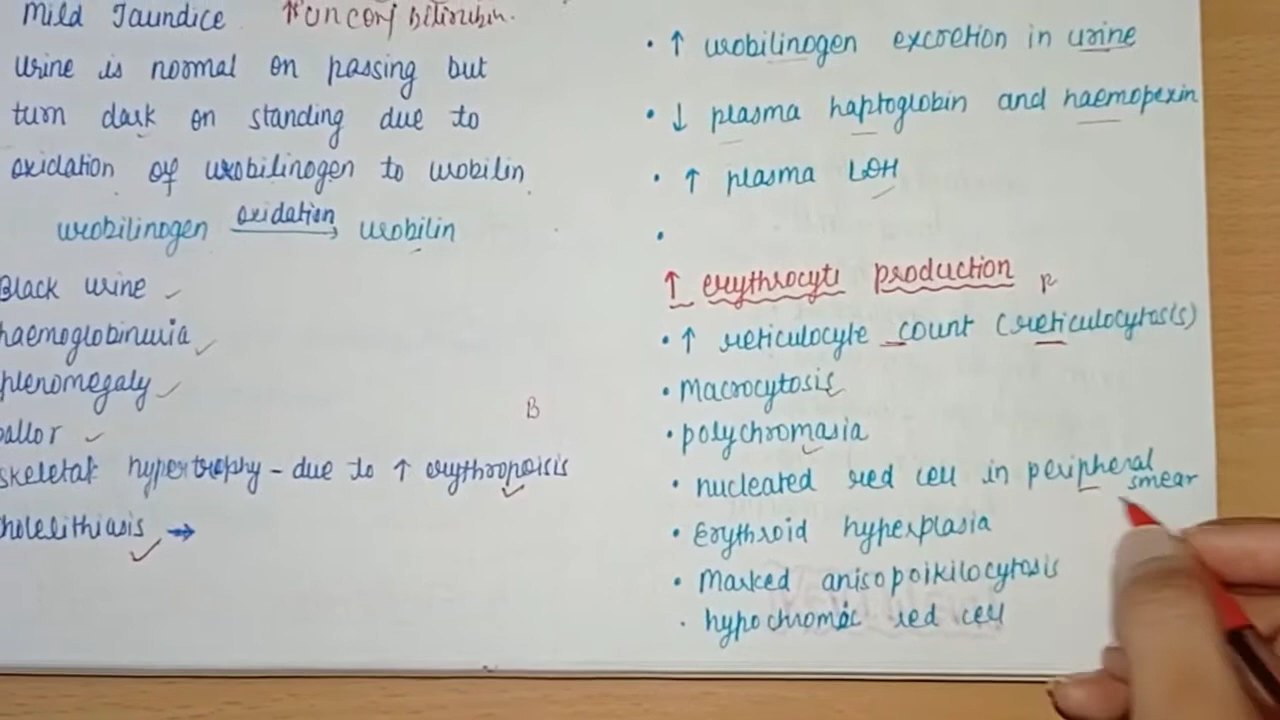 Mild Jaundice ↑unconj bilirubin.
urine is normal on passing but
turn dark on standing due to
oxidation of urobilinogen to urobilin
urobilinogen oxidation→ urobilin
Black urine
haemoglobinuria
plenomegaly
pallor
skeletal hypertrophy - due to ↑ erythropoisis
holelithiasis →
B
• ↑ urobilinogen excretion in urine
• ↓ plasma haptoglobin and haemopexin
• ↑ plasma LDH
•
↑ erythrocyte production
• ↑ reticulocyte count (reticulocytosis)
• Macrocytosis
• polychromasia
• nucleated red cell in peripheral smear
• Erythroid hyperplasia
• Marked anisopoikilocytosis
• hypochromic red cell